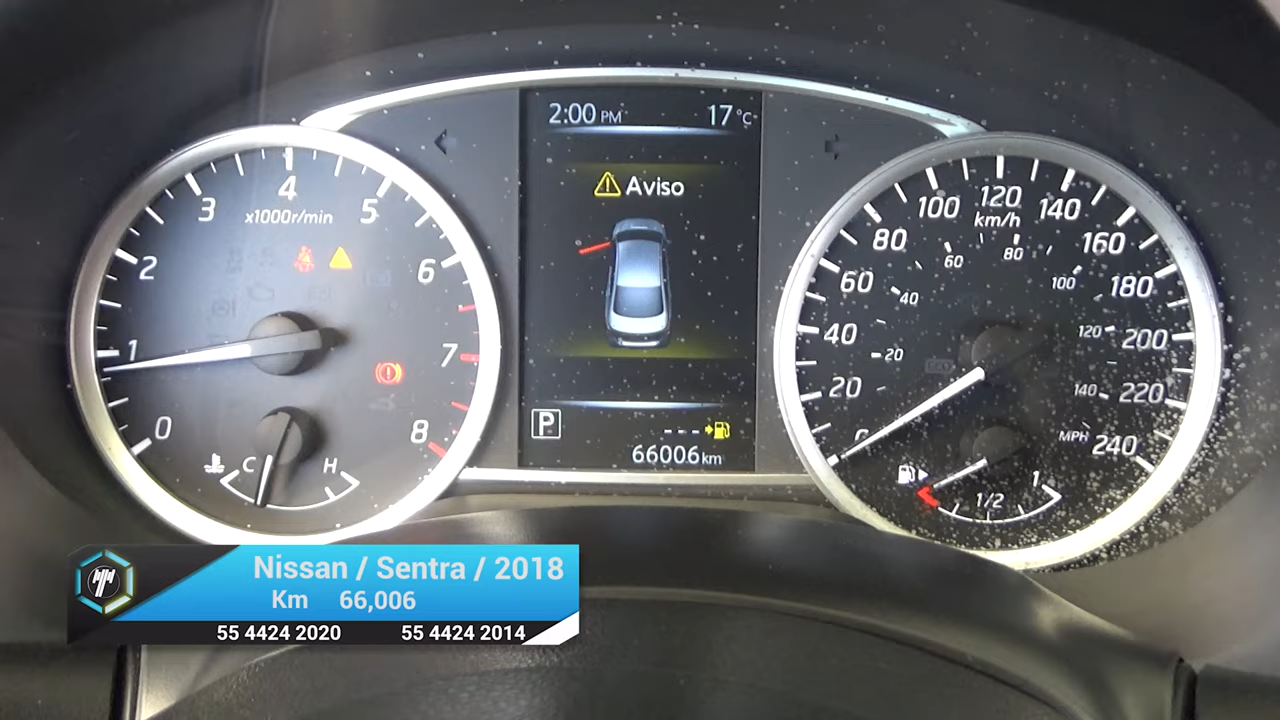 2:00 PM 17°C
Aviso
P
66006 km
0 1 2 3 4 5 6 7 8
x1000r/min
C H
0 20 40 60 80 100 120 140 160 180 200 220 240
km/h
20 40 60 80 100 120 140
MPH
1/2 1
Nissan / Sentra / 2018
Km 66,006
55 4424 2020 55 4424 2014